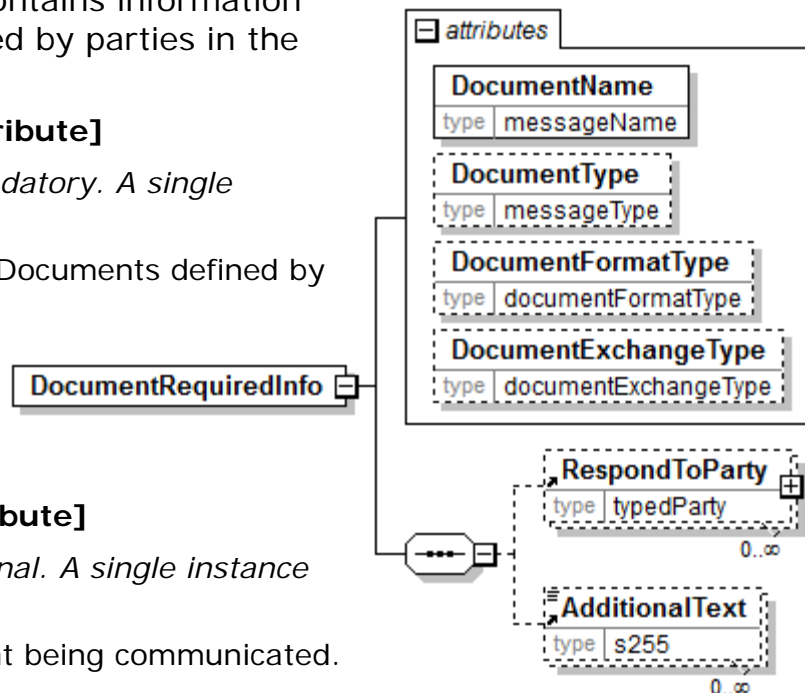 ontains information
ed by parties in the
ribute]
datory. A single
Documents defined by
ibute]
nal. A single instance
t being communicated.
DocumentRequiredInfo
attributes
DocumentName
type messageName
DocumentType
type messageType
DocumentFormatType
type documentFormatType
DocumentExchangeType
type documentExchangeType
RespondToParty
type typedParty
0..∞
AdditionalText
type s255
0..∞